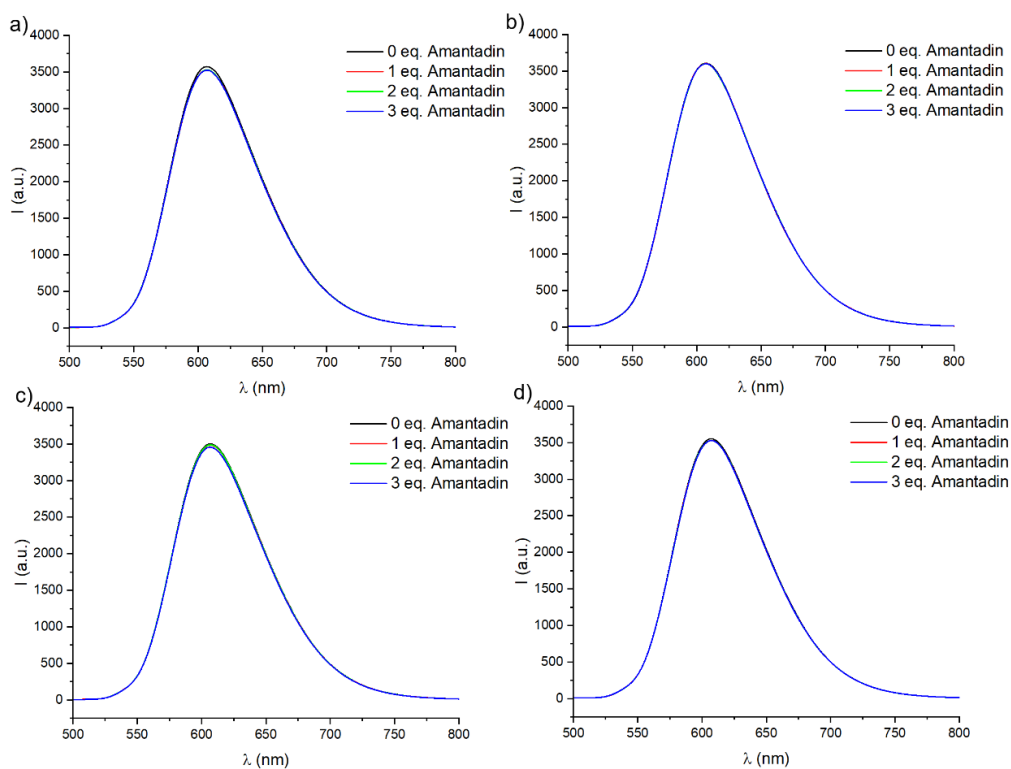 a)
4000
3500
3000
2500
2000
1500
1000
500
0
I (a.u.)
0 eq. Amantadin
1 eq. Amantadin
2 eq. Amantadin
3 eq. Amantadin
500 550 600 650 700 750 800
λ (nm)
b)
4000
3500
3000
2500
2000
1500
1000
500
0
I (a.u.)
0 eq. Amantadin
1 eq. Amantadin
2 eq. Amantadin
3 eq. Amantadin
500 550 600 650 700 750 800
λ (nm)
c)
4000
3500
3000
2500
2000
1500
1000
500
0
I (a.u.)
0 eq. Amantadin
1 eq. Amantadin
2 eq. Amantadin
3 eq. Amantadin
500 550 600 650 700 750 800
λ (nm)
d)
4000
3500
3000
2500
2000
1500
1000
500
0
I (a.u.)
0 eq. Amantadin
1 eq. Amantadin
2 eq. Amantadin
3 eq. Amantadin
500 550 600 650 700 750 800
λ (nm)